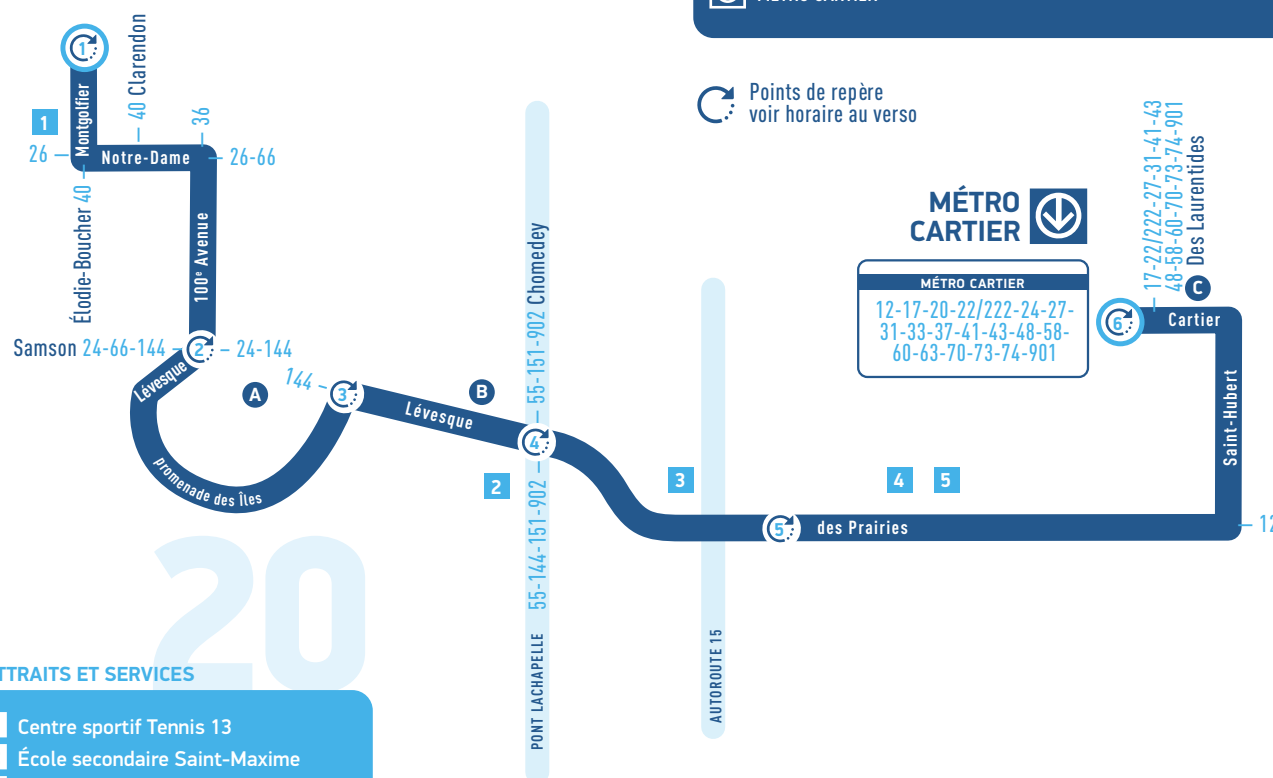 Points de repère
voir horaire au verso
1
Montgolfier
1
26
40 Clarendon
36
Notre-Dame
26-66
Élodie-Boucher 40
100e Avenue
Samson 24-66-144
2
24-144
Lévesque
A
promenade des Îles
144
3
Lévesque
B
55-151-902 Chomedey
4
2
55-144-151-902
PONT LACHAPELLE
3
AUTOROUTE 15
5
des Prairies
4
5
12
Saint-Hubert
Cartier
6
C
17-22/222-27-31-41-43
48-58-60-70-73-74-901
Des Laurentides
MÉTRO
CARTIER
MÉTRO CARTIER
12-17-20-22/222-24-27-
31-33-37-41-43-48-58-
60-63-70-73-74-901
20
TTRAITS ET SERVICES
Centre sportif Tennis 13
École secondaire Saint-Maxime